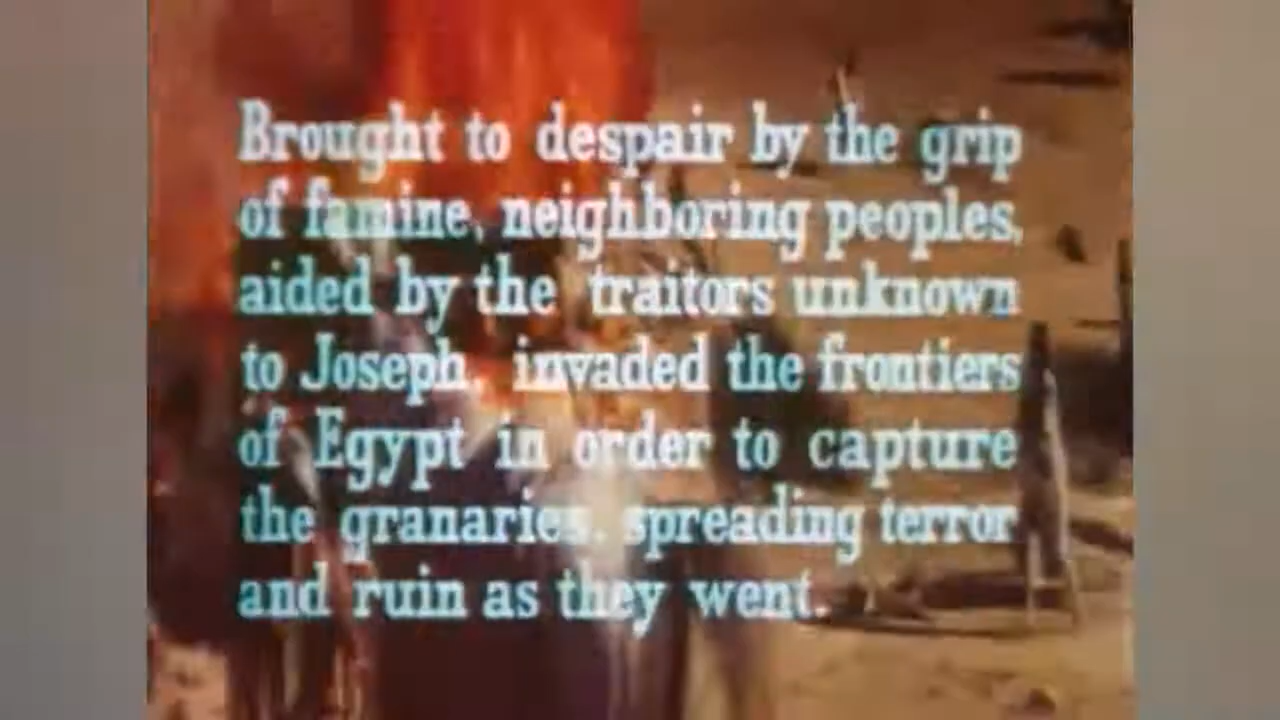 Brought to despair by the grip
of famine, neighboring peoples,
aided by the traitors unknown
to Joseph, invaded the frontiers
of Egypt in order to capture
the granaries, spreading terror
and ruin as they went.